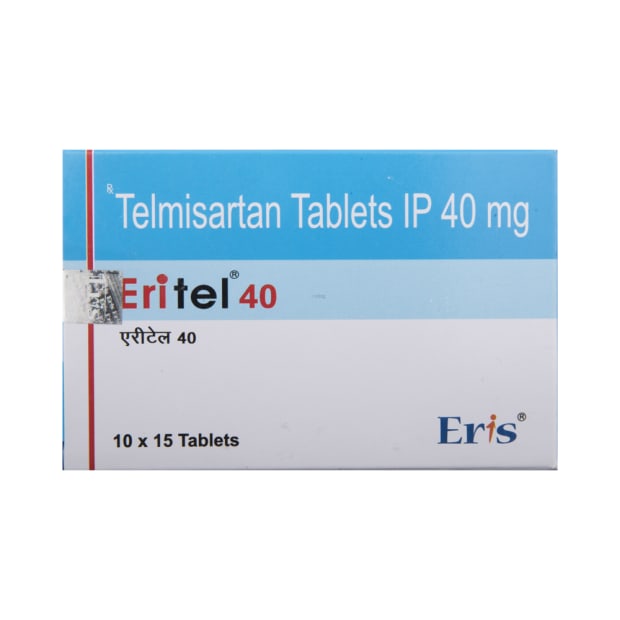 ℞
Telmisartan Tablets IP 40 mg
Eritel® 40
एरीटेल 40
10 x 15 Tablets
Eris®